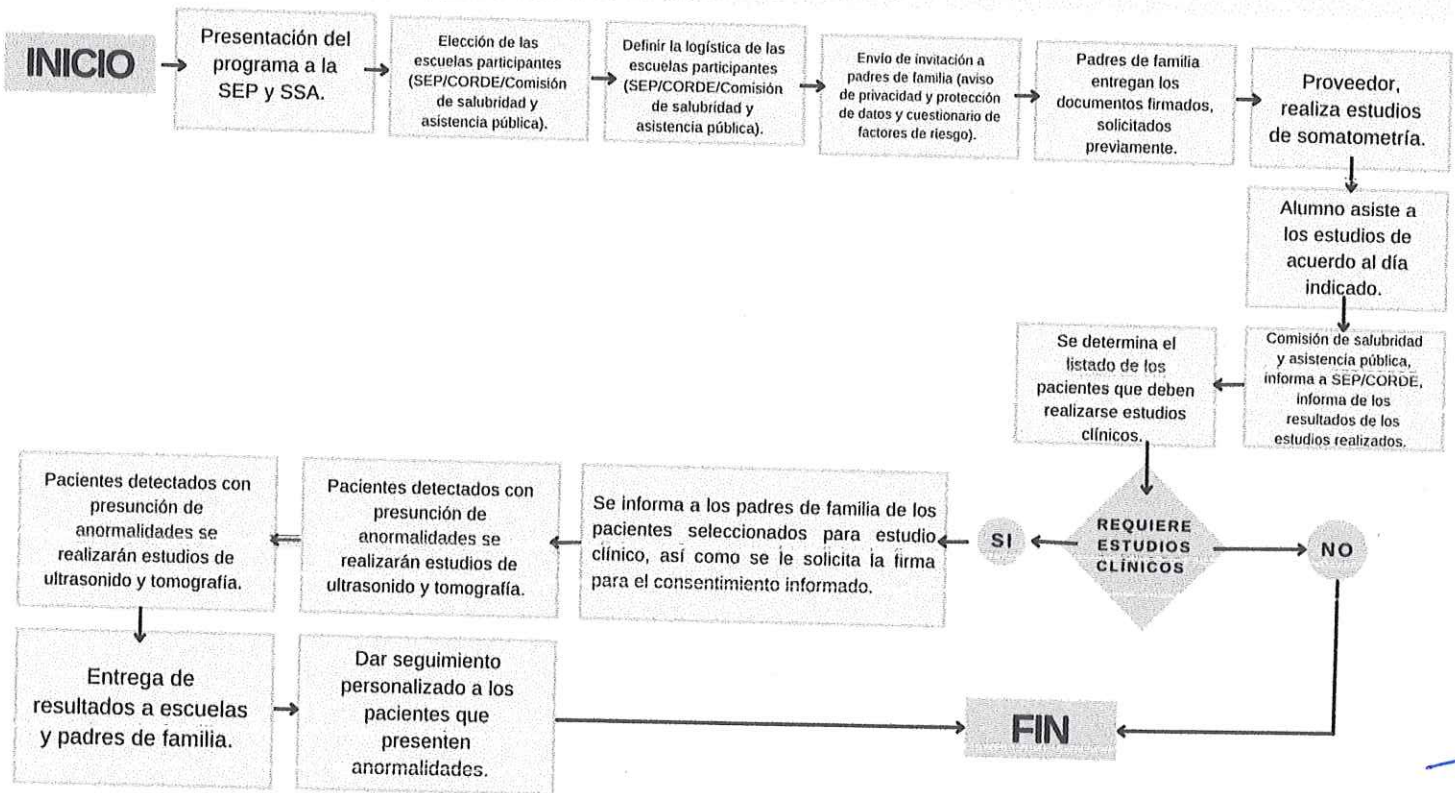 INICIO
Presentación del
programa a la
SEP y SSA.
Elección de las
escuelas participantes
(SEP/CORDE/Comisión
de salubridad y
asistencia pública).
Definir la logística de las
escuelas participantes
(SEP/CORDE/Comisión
de salubridad y
asistencia pública).
Envío de invitación a
padres de familia (aviso
de privacidad y protección
de datos y cuestionario de
factores de riesgo).
Padres de familia
entregan los
documentos firmados,
solicitados
previamente.
Proveedor,
realiza estudios
de somatometría.
Alumno asiste a
los estudios de
acuerdo al día
indicado.
Comisión de salubridad
y asistencia pública,
informa a SEP/CORDE,
informa de los
resultados de los
estudios realizados.
Se determina el
listado de los
pacientes que deben
realizarse estudios
clínicos.
REQUIERE
ESTUDIOS
CLÍNICOS
SI
NO
Se informa a los padres de familia de los
pacientes seleccionados para estudio
clínico, así como se le solicita la firma
para el consentimiento informado.
Pacientes detectados con
presunción de
anormalidades se
realizarán estudios de
ultrasonido y tomografía.
Pacientes detectados con
presunción de
anormalidades se
realizarán estudios de
ultrasonido y tomografía.
Entrega de
resultados a escuelas
y padres de familia.
Dar seguimiento
personalizado a los
pacientes que
presenten
anormalidades.
FIN